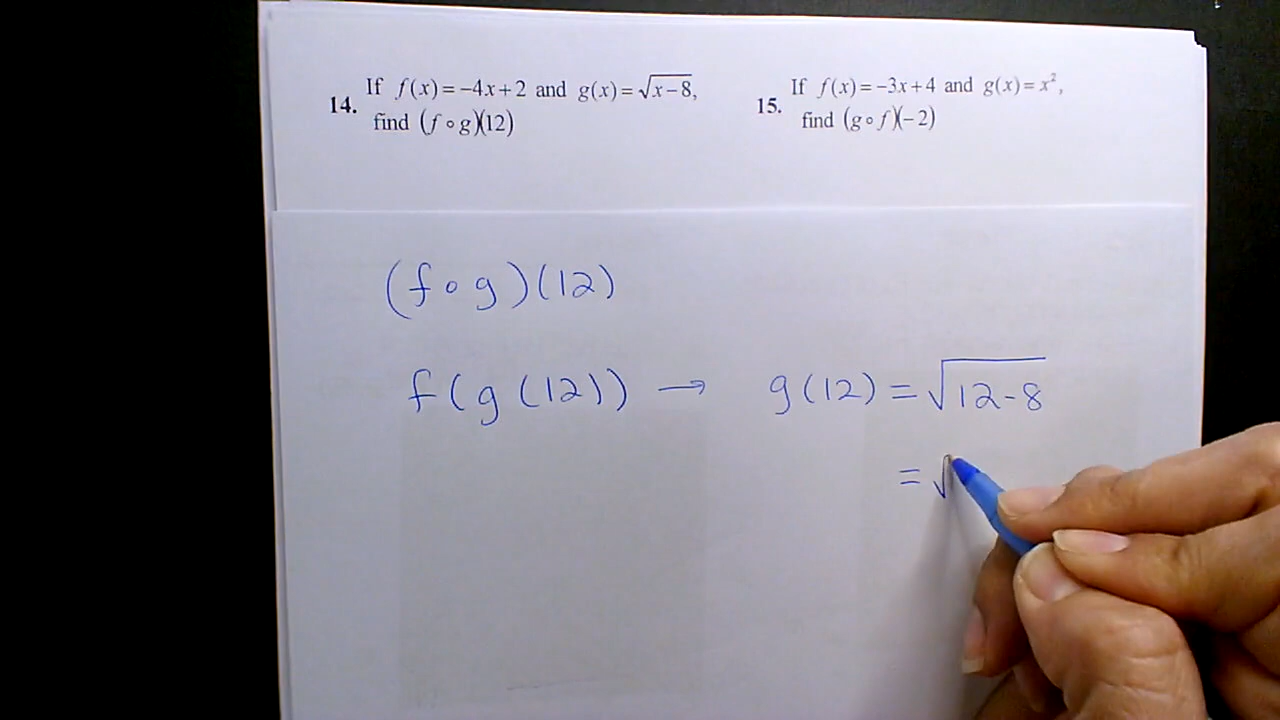 14. If f(x) = −4x + 2 and g(x) = √(x − 8),
find (f ∘ g)(12)
15. If f(x) = −3x + 4 and g(x) = x²,
find (g ∘ f)(−2)
(f ∘ g)(12)
f(g(12)) → g(12) = √(12 - 8)
= √